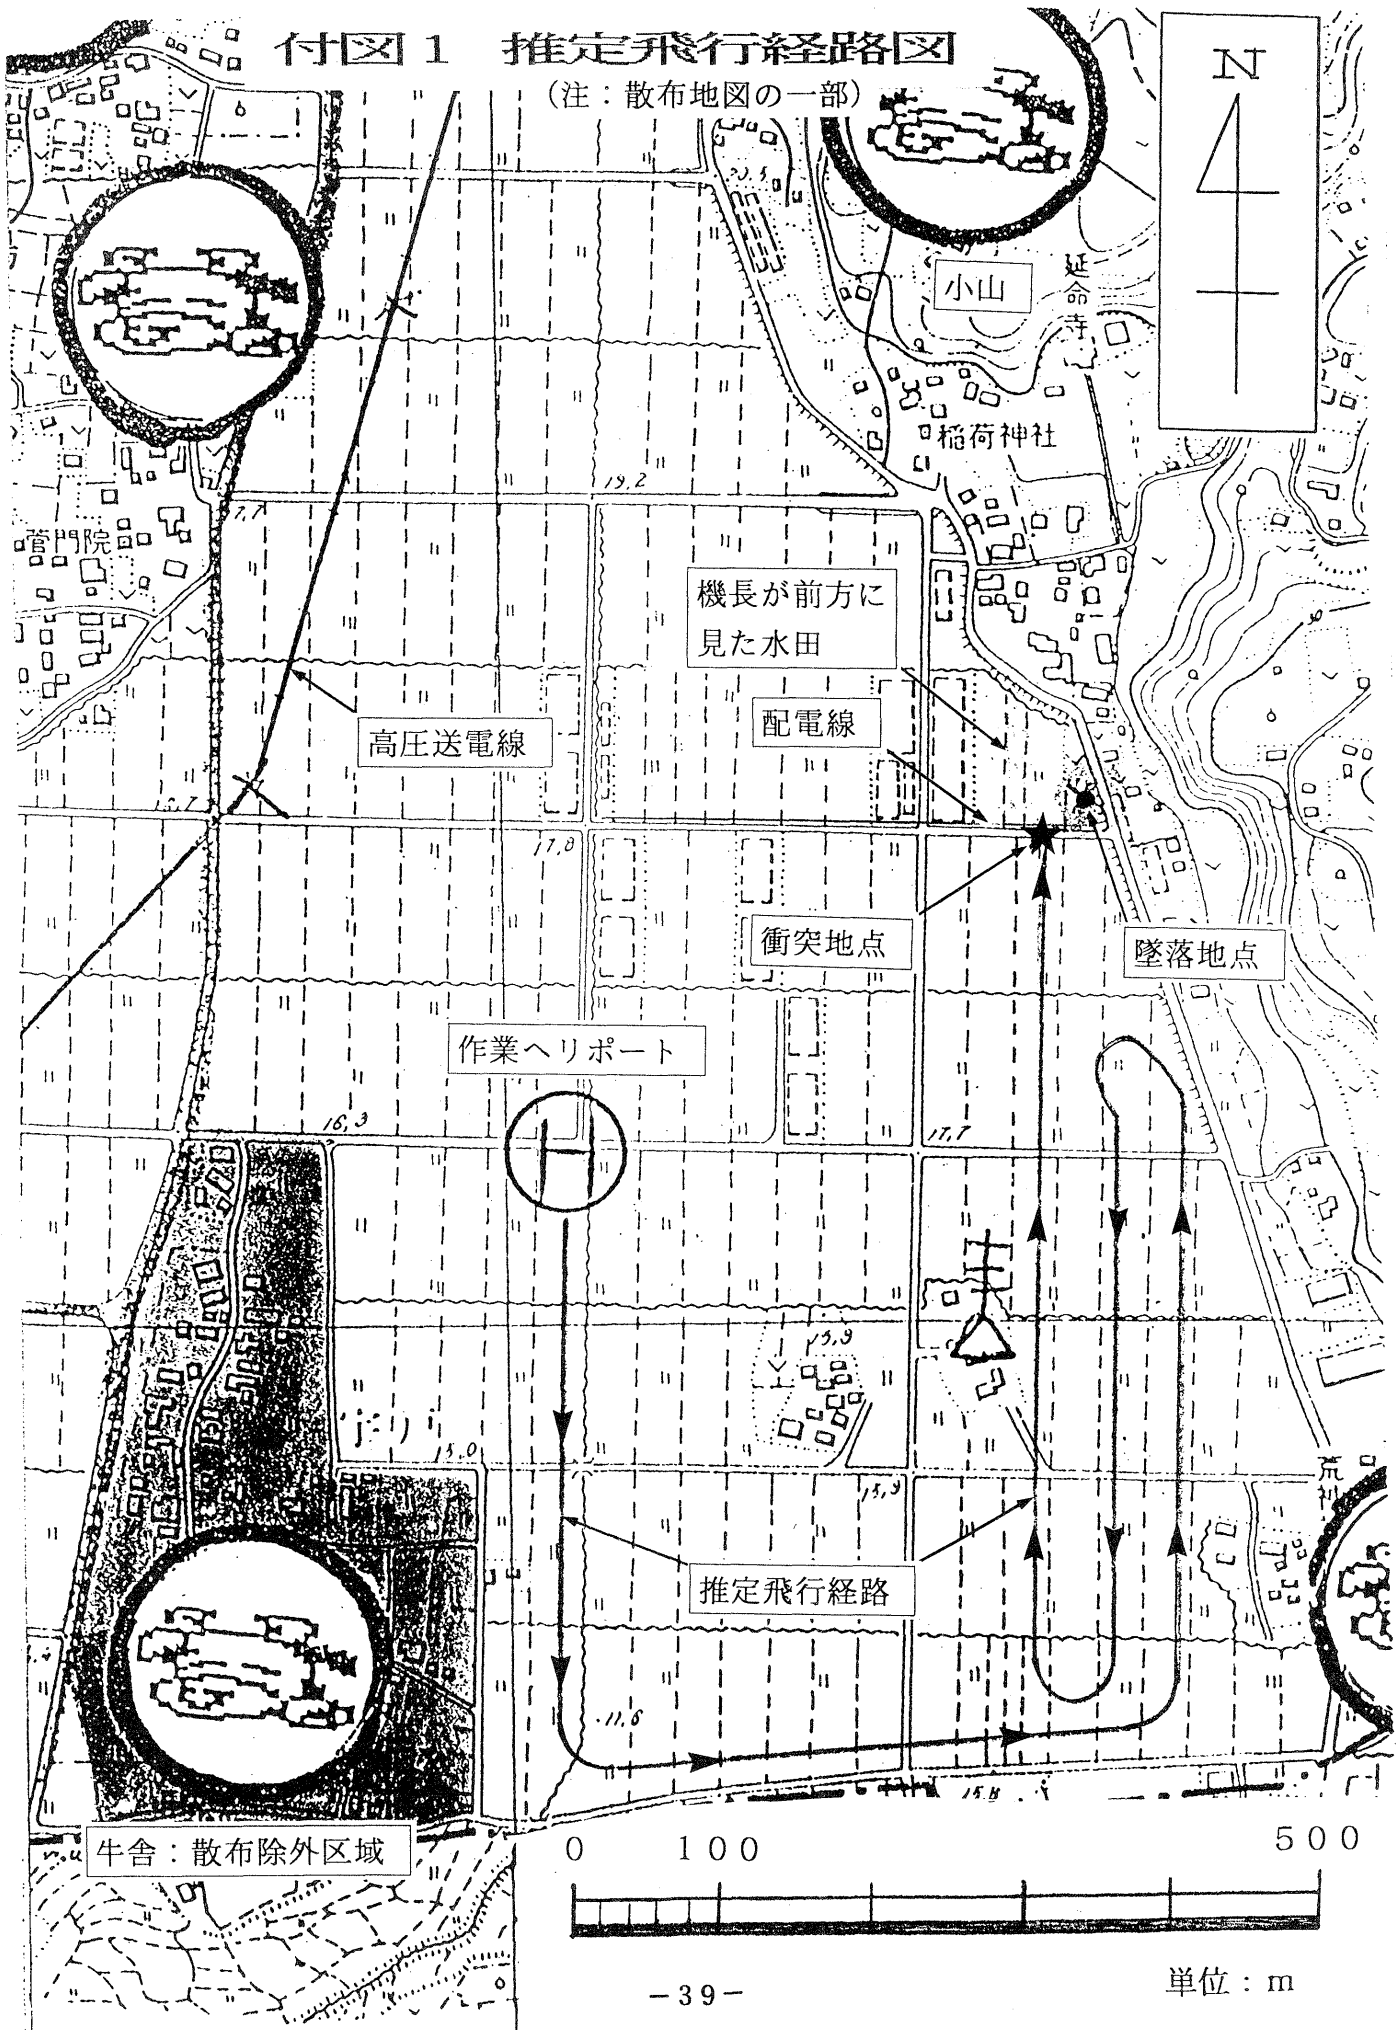 付図1 推定飛行経路図
(注：散布地図の一部)
N
小山
延命寺
稲荷神社
19.2
菅門院
機長が前方に
見た水田
配電線
高圧送電線
17.8
衝突地点
墜落地点
作業ヘリポート
16.3
17.7
15.9
15.0
15.9
推定飛行経路
11.6
15.8
牛舎：散布除外区域
0 100 500
単位：m
－39－